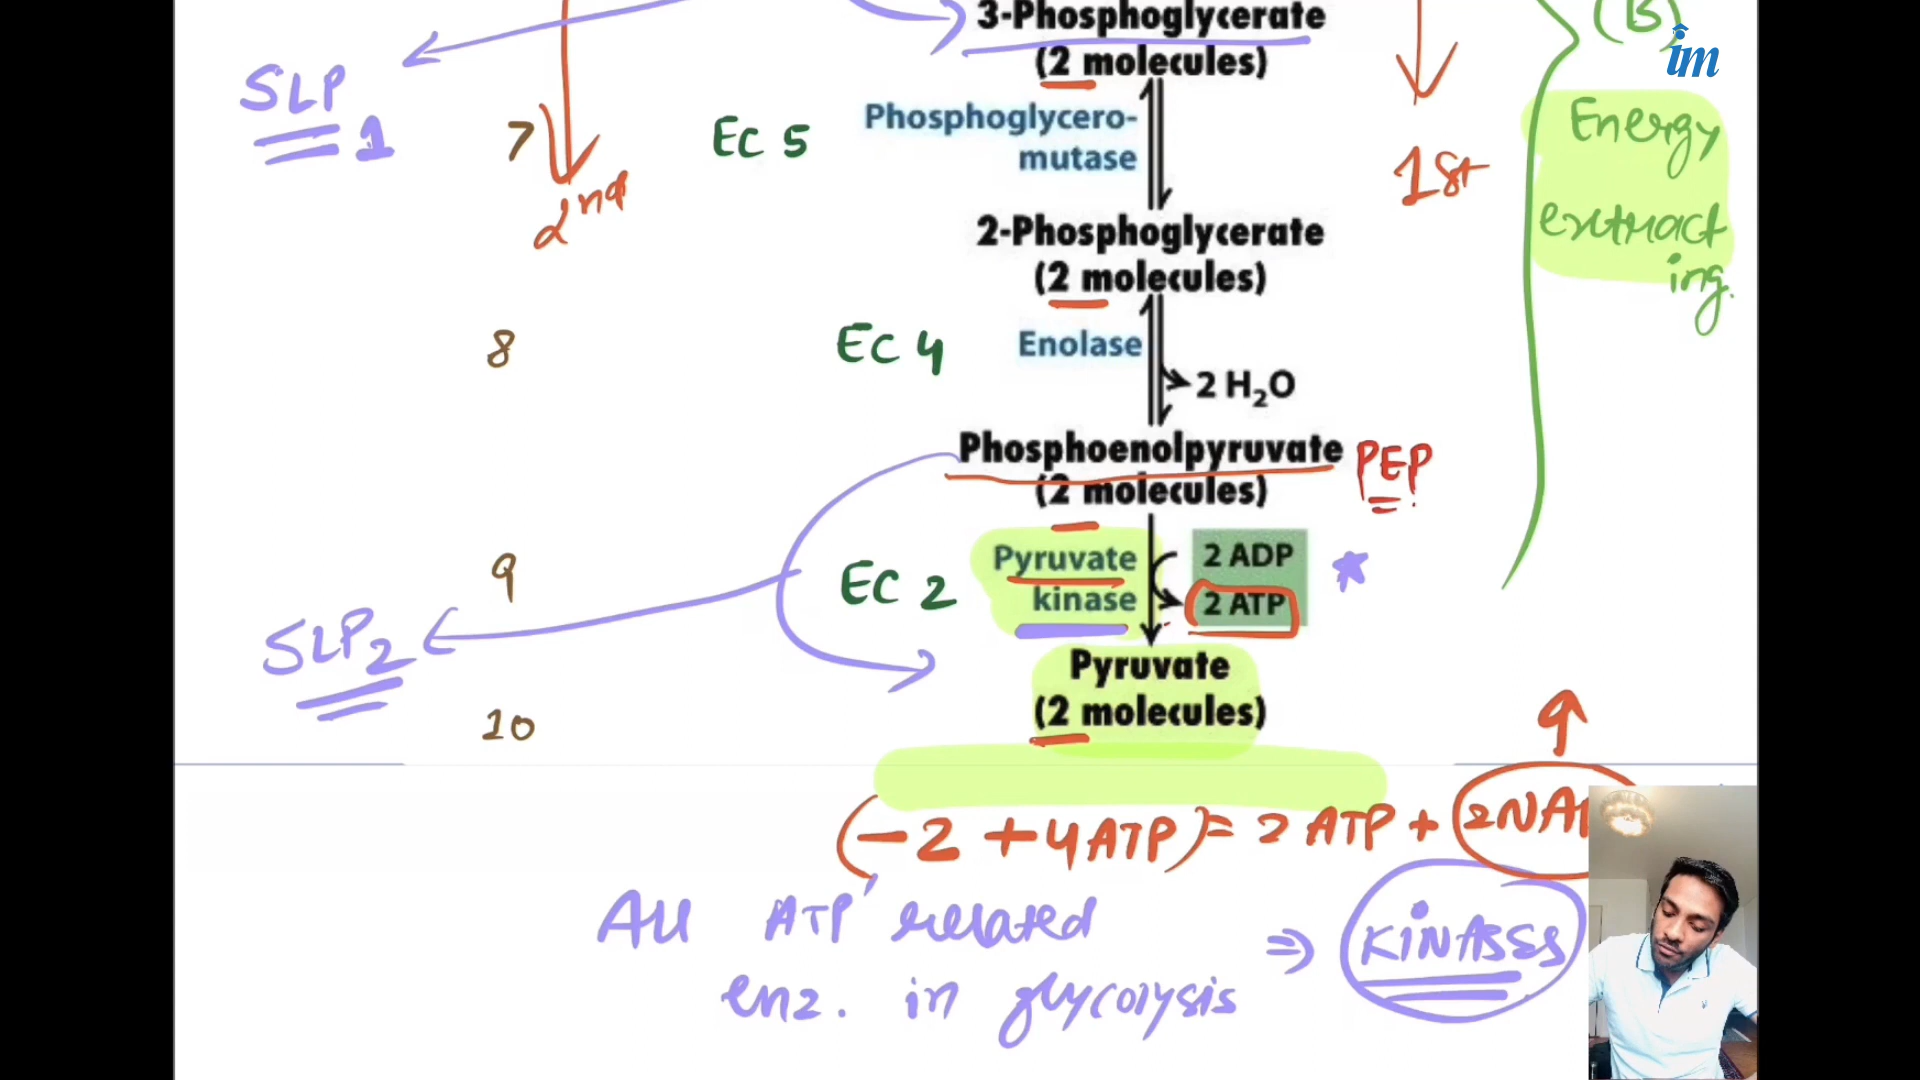 3-Phosphoglycerate
(2 molecules)
(B)
im
SLP 1
7
EC 5
Phosphoglycero-
mutase
2nd
1st
Energy
extract
ing.
2-Phosphoglycerate
(2 molecules)
8
EC 4
Enolase
2 H₂O
Phosphoenolpyruvate
PEP
(2 molecules)
9
EC 2
Pyruvate
kinase
2 ADP
2 ATP
SLP2
Pyruvate
(2 molecules)
10
(-2 +4ATP) = 2 ATP +
All ATP related ⇒ KINASES
enz. in glycolysis